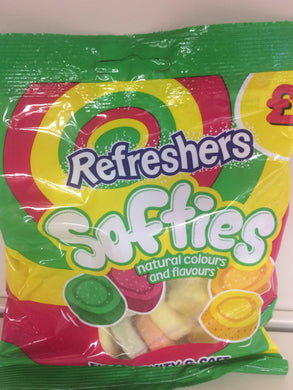 £
Refreshers
Softies
natural colours
and flavours